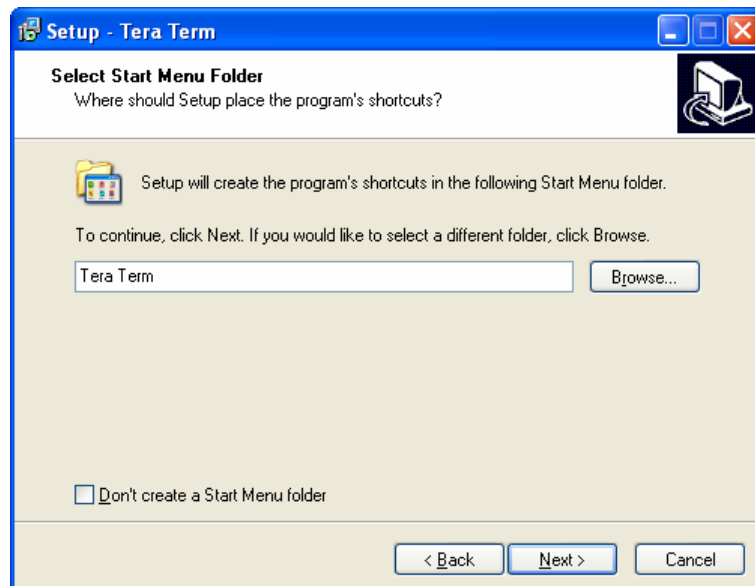 Setup - Tera Term
Select Start Menu Folder
Where should Setup place the program's shortcuts?
Setup will create the program's shortcuts in the following Start Menu folder.
To continue, click Next. If you would like to select a different folder, click Browse.
Tera Term
Browse...
Don't create a Start Menu folder
< Back
Next >
Cancel